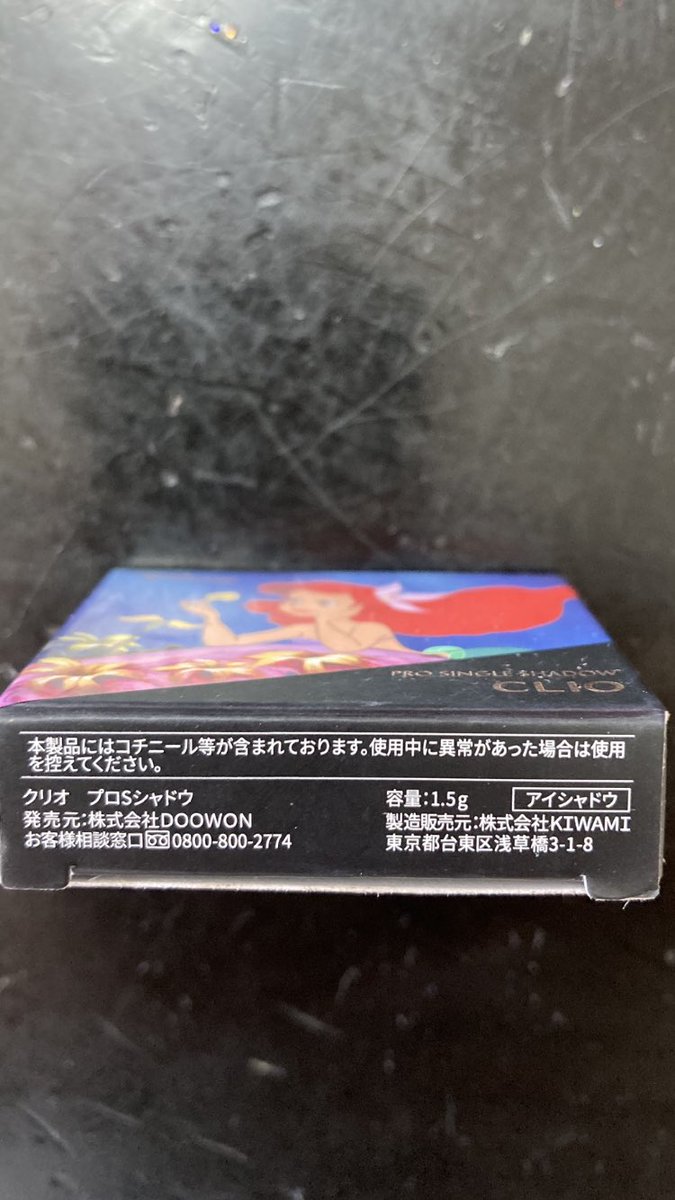 PRO SINGLE SHADOW
CLIO
本製品にはコチニール等が含まれております。使用中に異常があった場合は使用
を控えてください。
クリオ　プロSシャドウ
発売元:株式会社DOOWON
お客様相談窓口 0800-800-2774
容量:1.5g
アイシャドウ
製造販売元:株式会社KIWAMI
東京都台東区浅草橋3-1-8